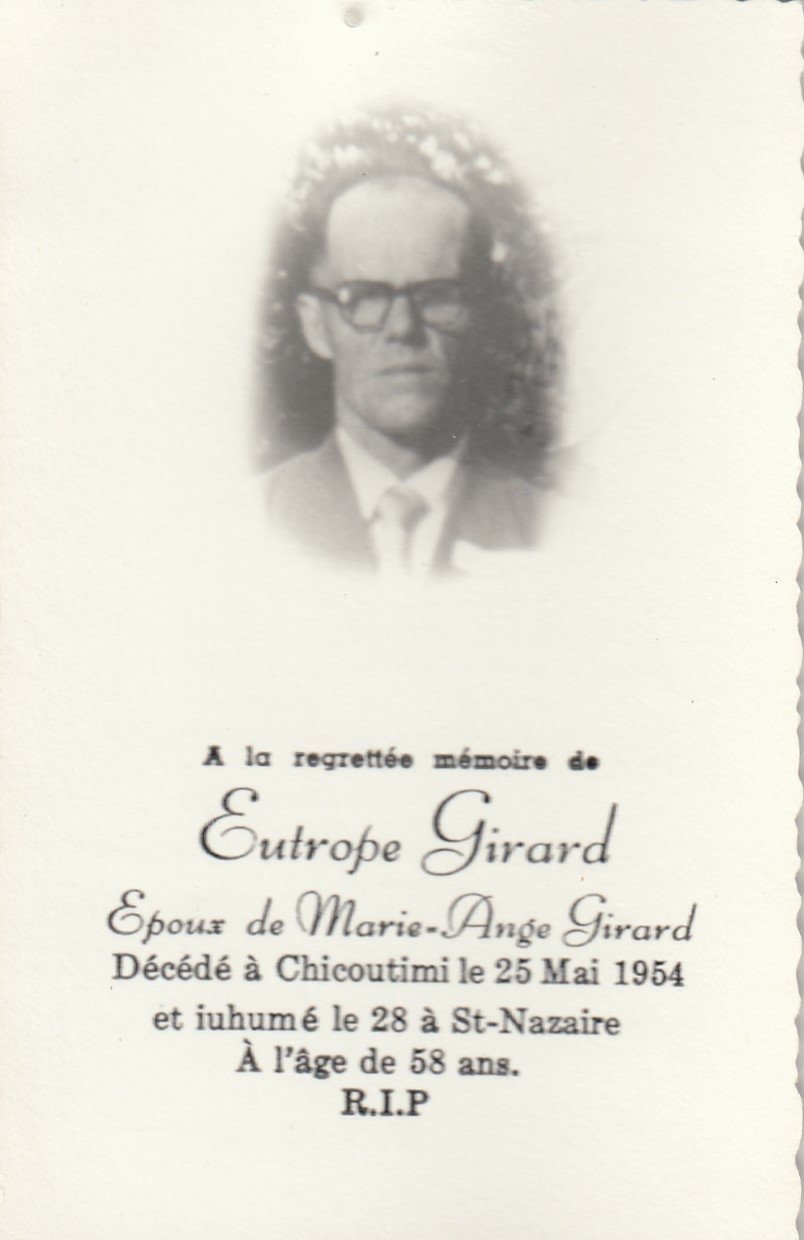 A la regrettée mémoire de
Eutrope Girard
Epoux de Marie-Ange Girard
Décédé à Chicoutimi le 25 Mai 1954
et iuhumé le 28 à St-Nazaire
À l'âge de 58 ans.
R.I.P